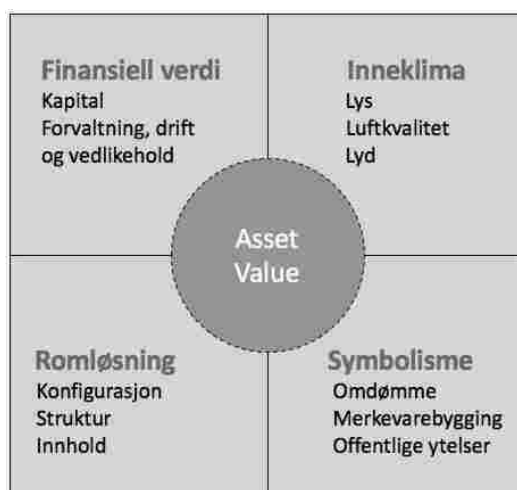 Finansiell verdi
Kapital
Forvaltning, drift
og vedlikehold
Inneklima
Lys
Luftkvalitet
Lyd
Asset
Value
Romløsning
Konfigurasjon
Struktur
Innhold
Symbolisme
Omdømme
Merkevarebygging
Offentlige ytelser